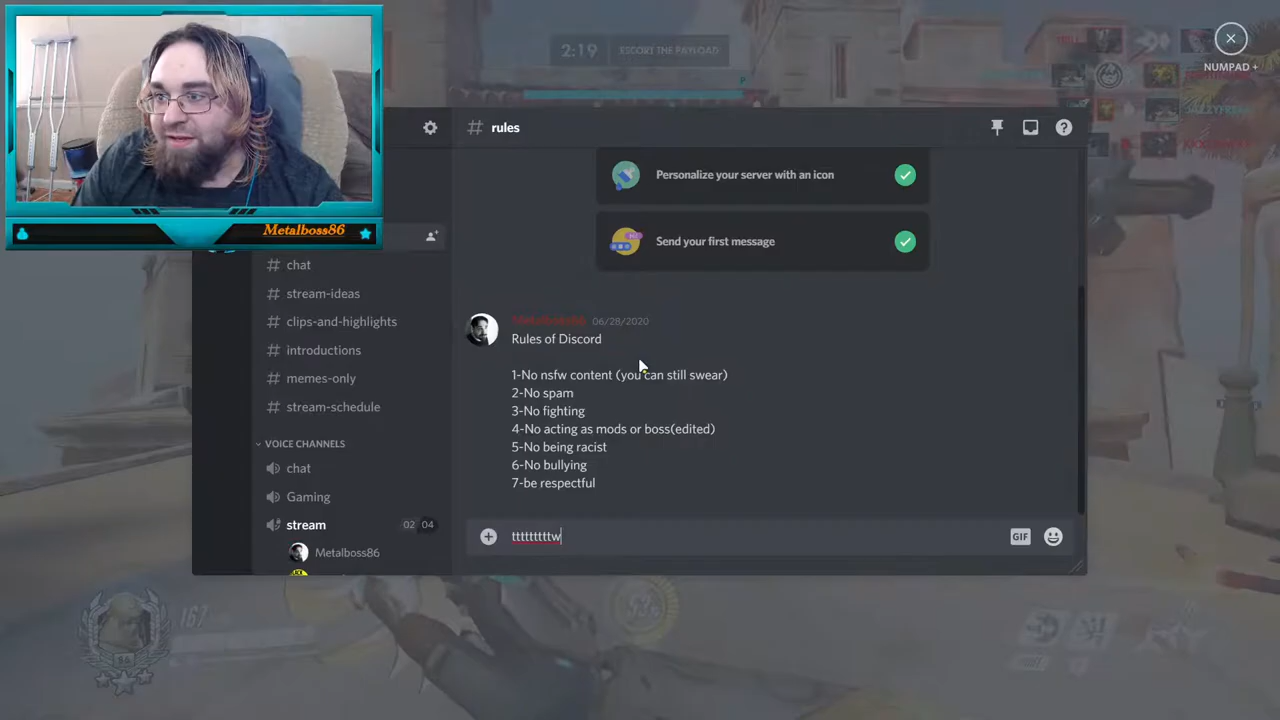 2:19 ESCORT THE PAYLOAD
NUMPAD +
Metalboss86
# rules
Personalize your server with an icon
Send your first message
# chat
# stream-ideas
# clips-and-highlights
# introductions
# memes-only
# stream-schedule
VOICE CHANNELS
chat
Gaming
stream 02 04
Metalboss86
Metalboss86 06/28/2020
Rules of Discord
1-No nsfw content (you can still swear)
2-No spam
3-No fighting
4-No acting as mods or boss(edited)
5-No being racist
6-No bullying
7-be respectful
tttttttttw
GIF
167